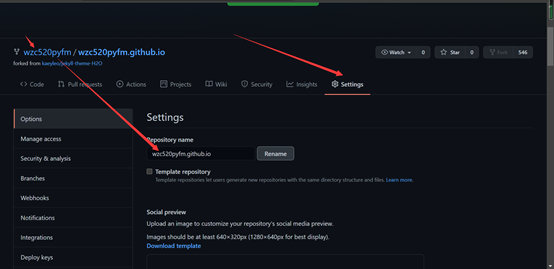 wzc520pyfm / wzc520pyfm.github.io
forked from kaeyleo/jekyll-theme-H2O
Watch 0
Star 0
Fork 546
Code
Pull requests
Actions
Projects
Wiki
Security
Insights
Settings
Options
Manage access
Security & analysis
Branches
Webhooks
Notifications
Integrations
Deploy keys
Settings
Repository name
wzc520pyfm.github.io
Rename
Template repository
Template repositories let users generate new repositories with the same directory structure and files. Learn more.
Social preview
Upload an image to customize your repository's social media preview.
Images should be at least 640×320px (1280×640px for best display).
Download template